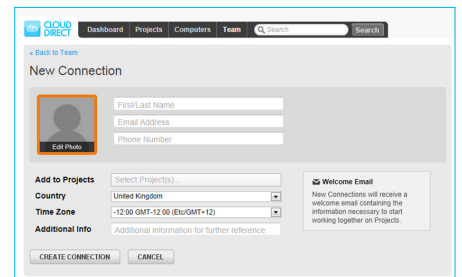 CLOUD DIRECT Dashboard Projects Computers Team Search Search
« Back to Team
New Connection
First/Last Name
Email Address
Phone Number
Edit Photo
Add to Projects Select Project(s)...
Country United Kingdom
Time Zone -12:00 GMT-12:00 (Etc/GMT+12)
Additional Info Additional information for further reference
Welcome Email
New Connections will receive a
welcome email containing the
information necessary to start
working together on Projects.
CREATE CONNECTION CANCEL